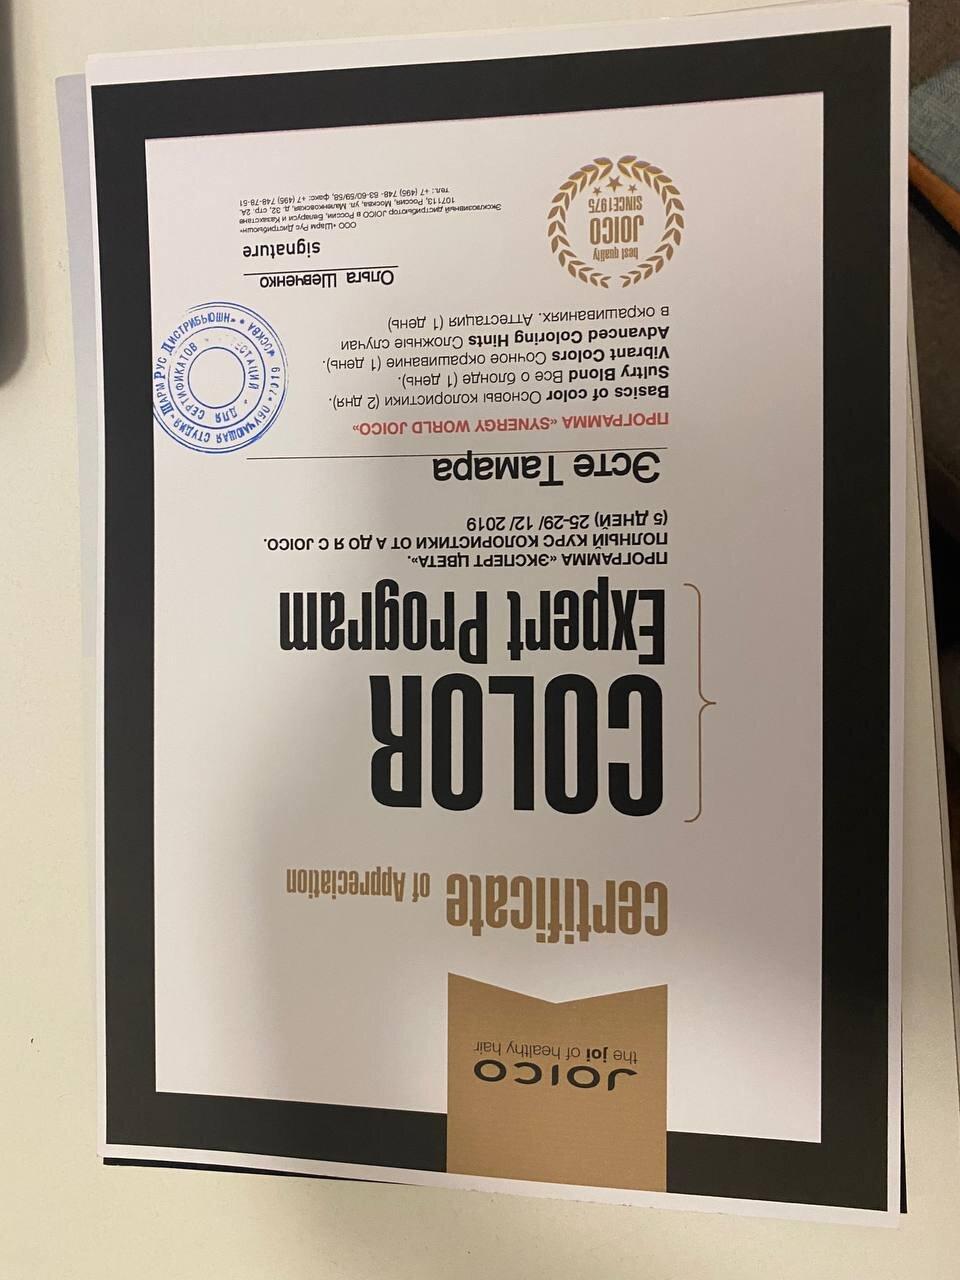 JOICO
the joi of healthy hair
certificate of Appreciation
COLOR
Expert Program
ПРОГРАММА «ЭКСПЕРТ ЦВЕТА».
ПОЛНЫЙ КУРС КОЛОРИСТИКИ ОТ А ДО Я С JOICO.
(5 ДНЕЙ) 25-29/ 12/ 2019
Эсте Тамара
ПРОГРАММА «SYNERGY WORLD JOICO»
Basics of color Основы колористики (2 дня).
Sultry Blond Все о блонде (1 день).
Vibrant Colors Сочное окрашивание (1 день).
Advanced Coloring Hints Сложные случаи
в окрашиваниях. Аттестация (1 день)
Ольга Шевченко
signature
ООО «Шарм Рус Дистрибьюшн»
Эксклюзивный дистрибьютор JOICO в России, Беларуси и Казахстане
107113, Россия, Москва, ул. Маленковская, д. 32, стр. 2А,
тел.: +7 (495) 748- 83-60/59/58, факс: +7 (495) 748-78-51
best quality
JOICO
SINCE1975
ОБУЧАЮЩАЯ СТУДИЯ «ШАРМ РУС ДИСТРИБЬЮШН» * МОСКВА *
ДЛЯ СЕРТИФИКАТОВ